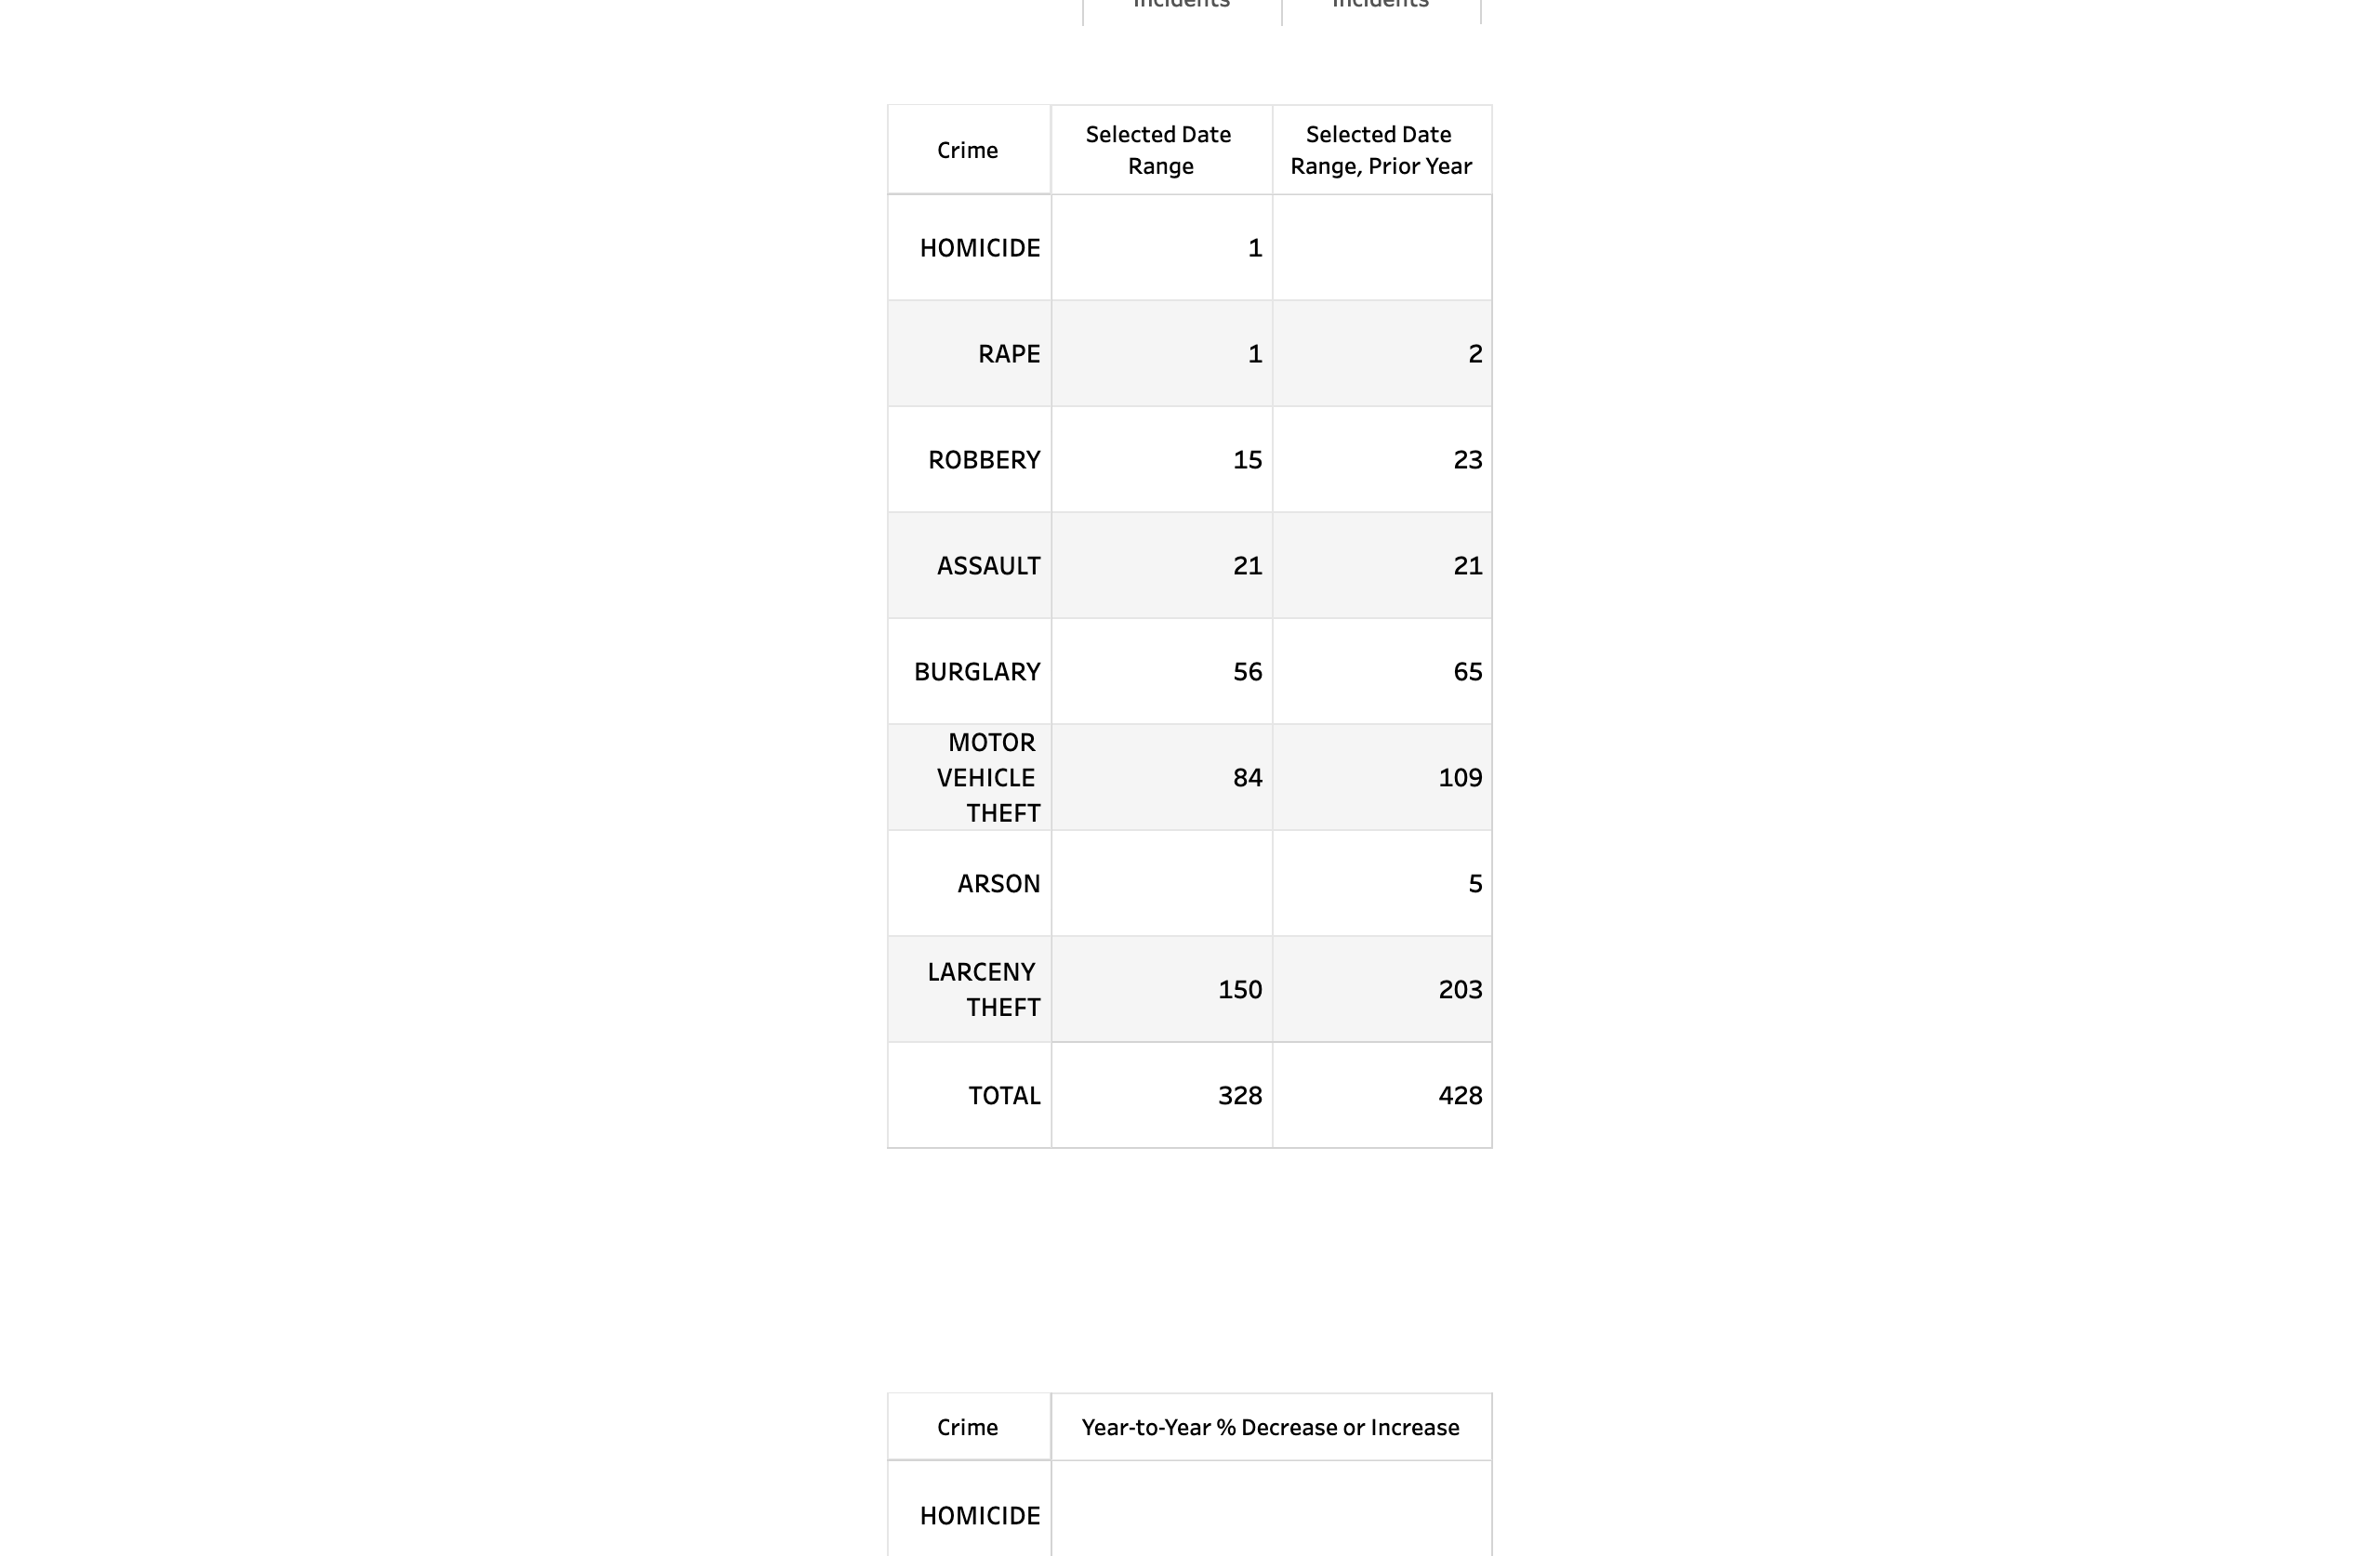 Incidents Incidents
Crime Selected Date Range Selected Date Range, Prior Year
HOMICIDE 1
RAPE 1 2
ROBBERY 15 23
ASSAULT 21 21
BURGLARY 56 65
MOTOR VEHICLE THEFT 84 109
ARSON 5
LARCENY THEFT 150 203
TOTAL 328 428
Crime Year-to-Year % Decrease or Increase
HOMICIDE